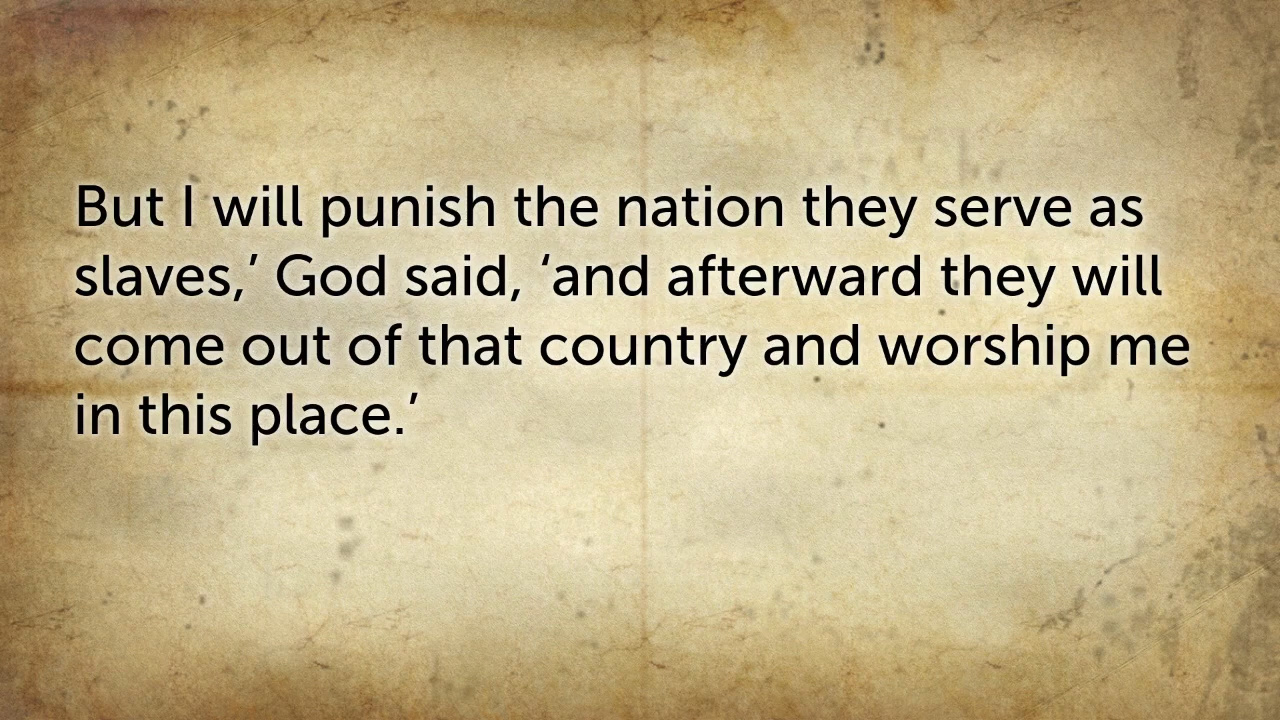 But I will punish the nation they serve as
slaves,’ God said, ‘and afterward they will
come out of that country and worship me
in this place.’